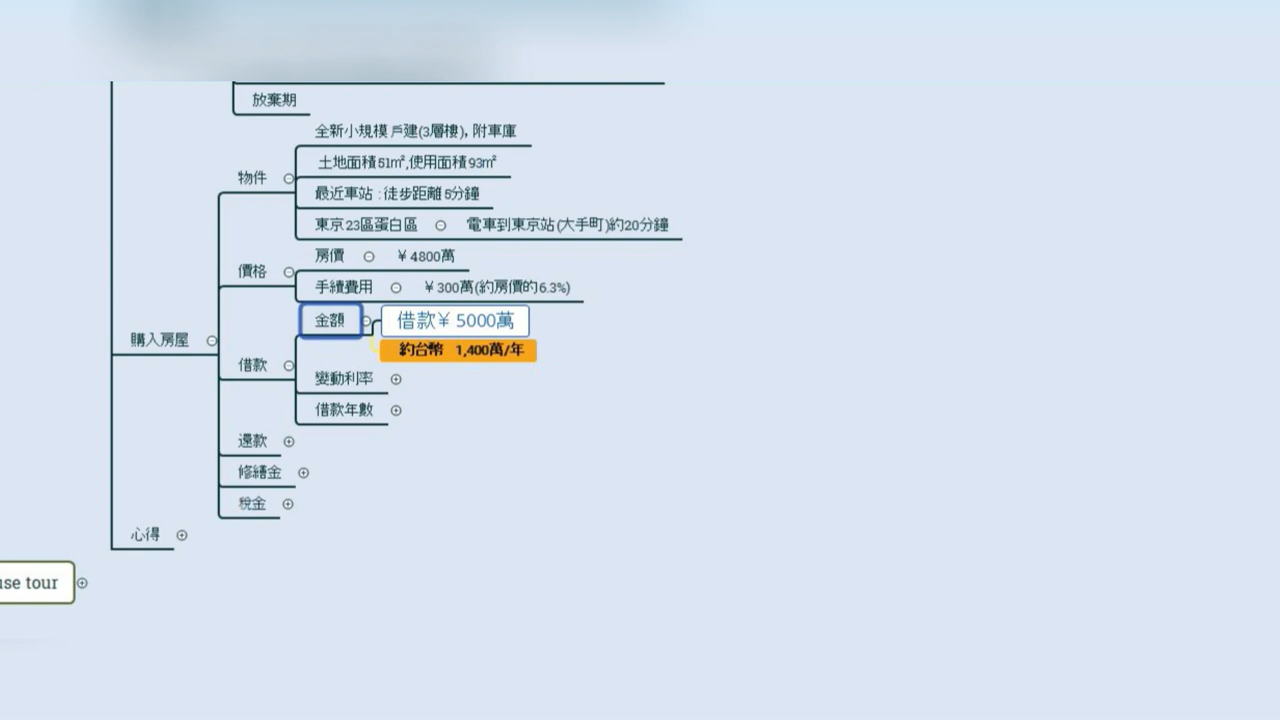 放棄期
全新小規模戶建(3層樓), 附車庫
土地面積51㎡,使用面積93㎡
物件
最近車站 : 徒步距離5分鐘
東京23區蛋白區 電車到東京站(大手町)約20分鐘
房價 ¥4800萬
價格
手續費用 ¥300萬(約房價的6.3%)
金額 借款¥ 5000萬
購入房屋
約台幣 1,400萬/年
借款
變動利率
借款年數
還款
修繕金
稅金
心得
use tour